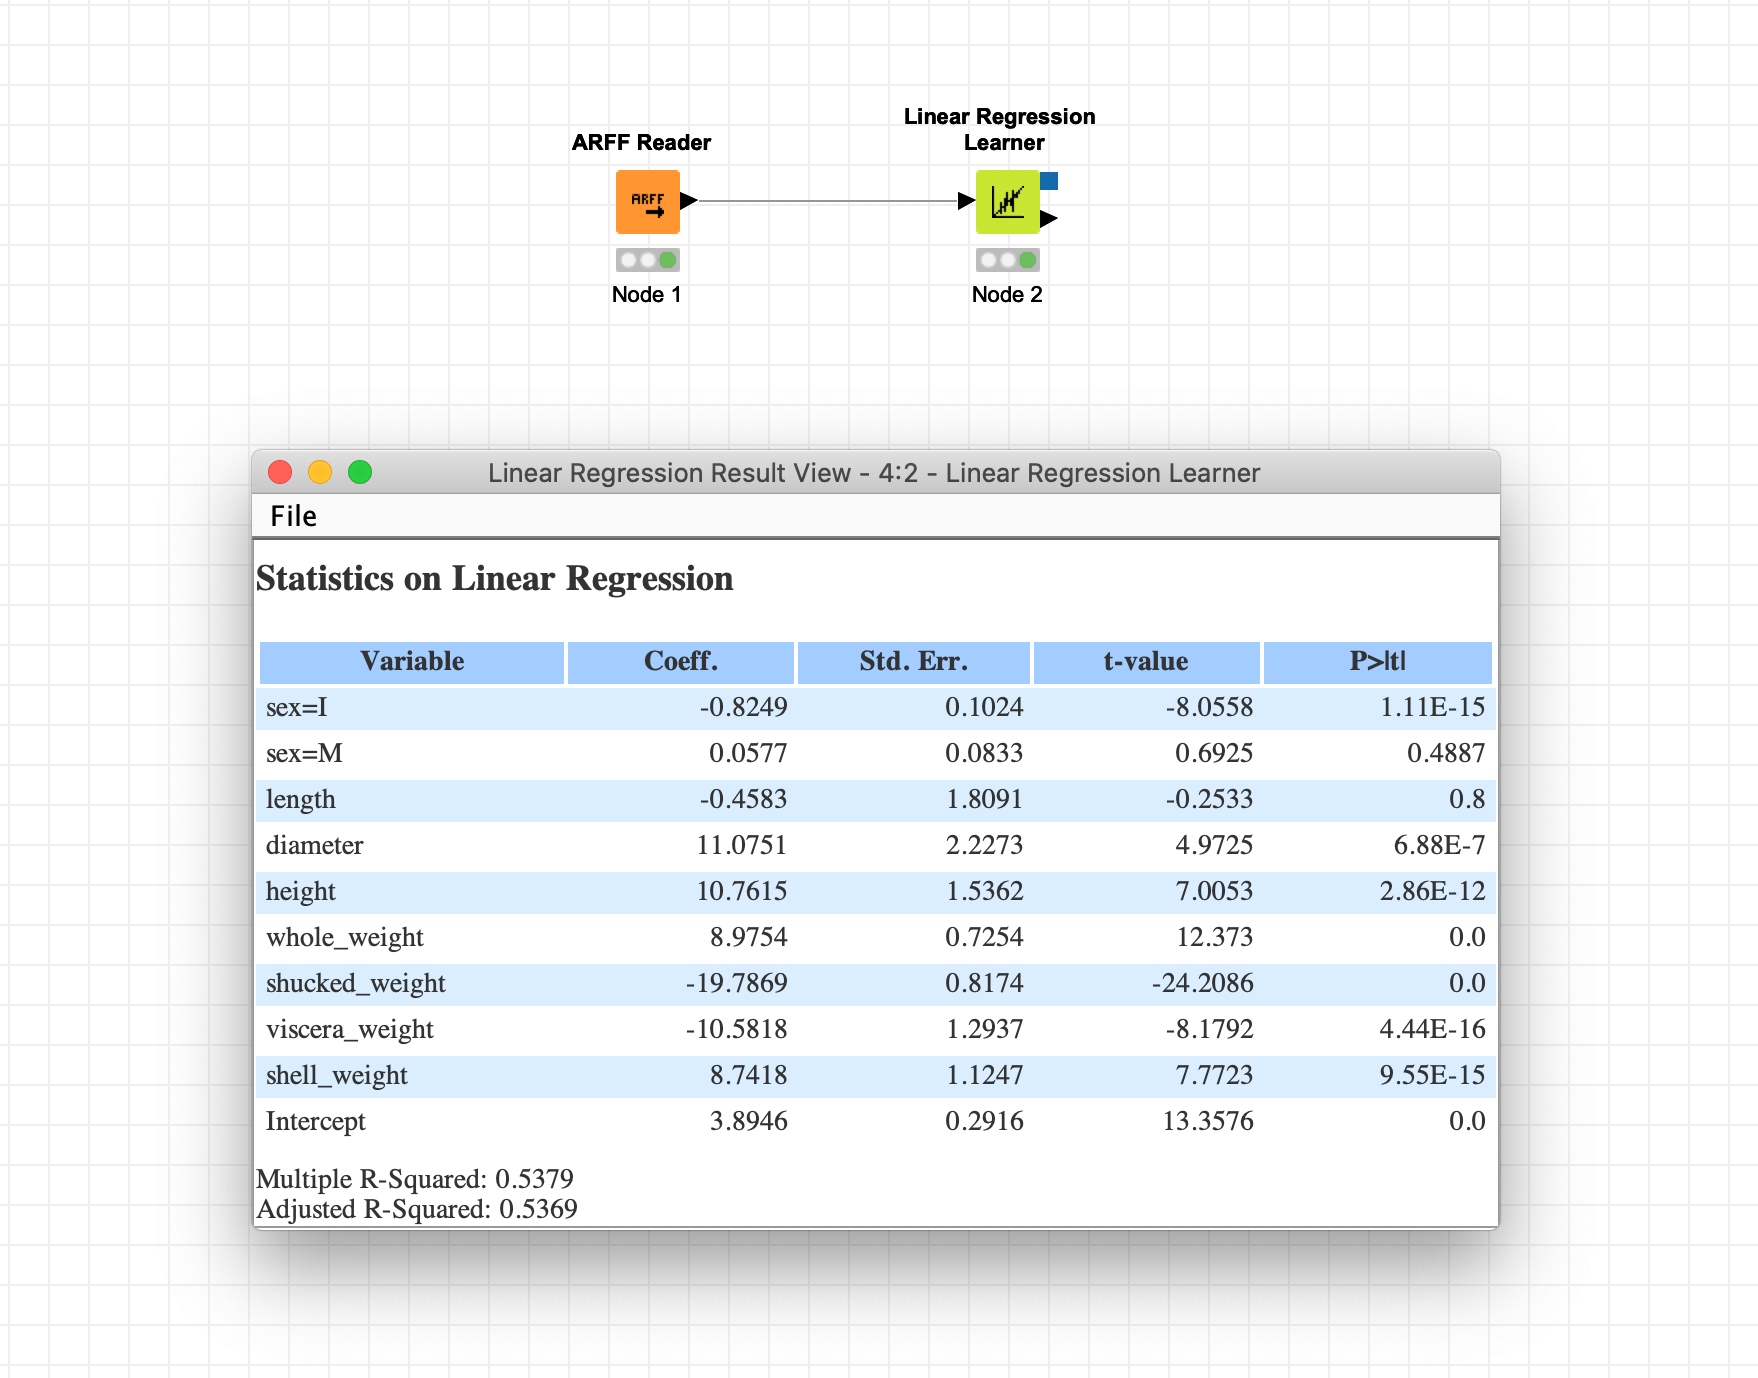 Linear Regression
Learner
ARFF Reader
ARFF
Node 1
Node 2
Linear Regression Result View - 4:2 - Linear Regression Learner
File
Statistics on Linear Regression
Variable Coeff. Std. Err. t-value P>|t|
sex=I -0.8249 0.1024 -8.0558 1.11E-15
sex=M 0.0577 0.0833 0.6925 0.4887
length -0.4583 1.8091 -0.2533 0.8
diameter 11.0751 2.2273 4.9725 6.88E-7
height 10.7615 1.5362 7.0053 2.86E-12
whole_weight 8.9754 0.7254 12.373 0.0
shucked_weight -19.7869 0.8174 -24.2086 0.0
viscera_weight -10.5818 1.2937 -8.1792 4.44E-16
shell_weight 8.7418 1.1247 7.7723 9.55E-15
Intercept 3.8946 0.2916 13.3576 0.0
Multiple R-Squared: 0.5379
Adjusted R-Squared: 0.5369